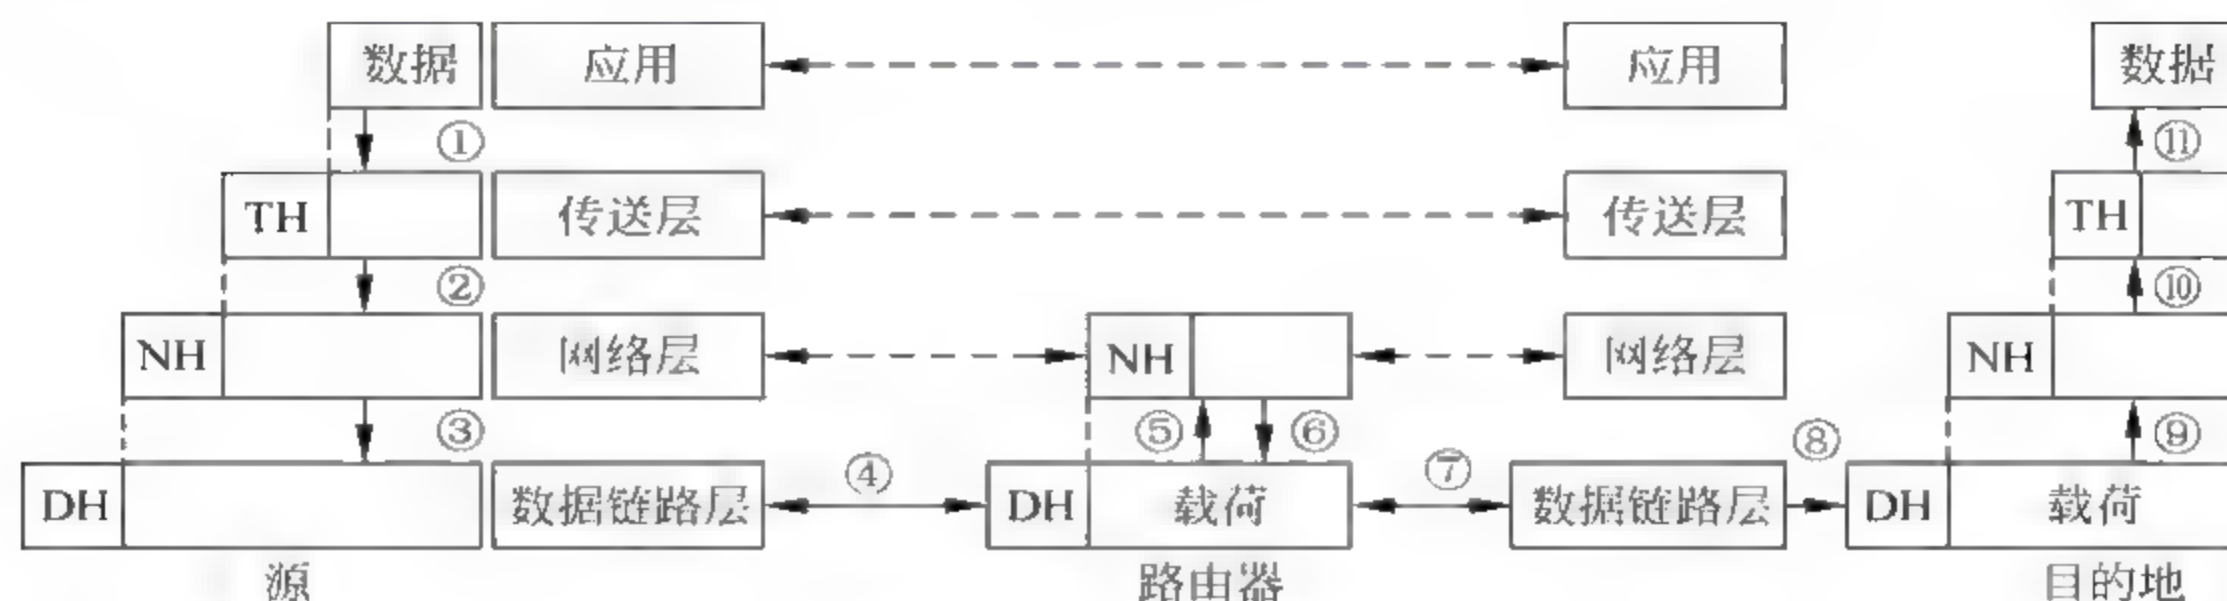 数据 应用 应用 数据
① ⑪
TH 传送层 传送层 TH
② ⑩
NH 网络层 NH 网络层 NH
③ ⑤ ⑥ ⑨
④ ⑦ ⑧
DH 数据链路层 DH 载荷 数据链路层 DH 载荷
源 路由器 目的地